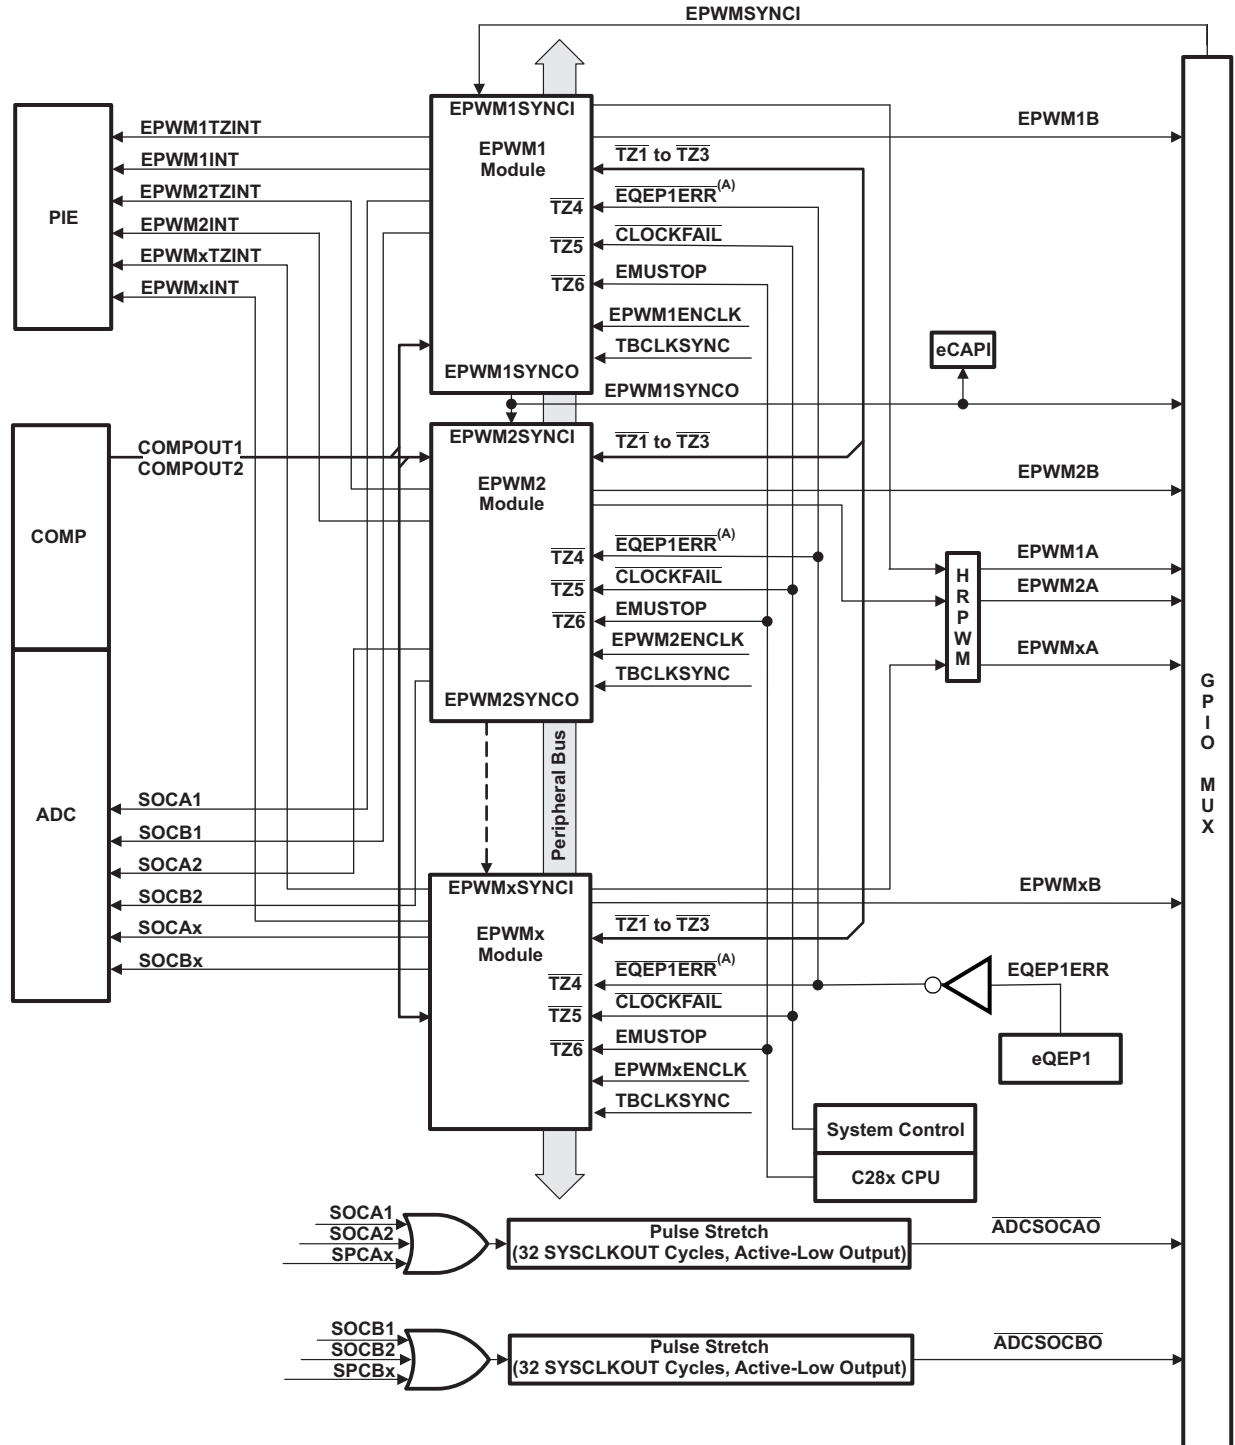 EPWMSYNCI
EPWM1SYNCI
EPWM1
Module
EPWM1TZINT
EPWM1INT
EPWM2TZINT
EPWM2INT
EPWMxTZINT
EPWMxINT
PIE
TZ1 to TZ3
TZ4
EQEP1ERR(A)
TZ5
CLOCKFAIL
TZ6
EMUSTOP
EPWM1ENCLK
TBCLKSYNC
EPWM1SYNCO
EPWM1B
eCAPI
EPWM1SYNCO
COMPOUT1
COMPOUT2
COMP
EPWM2SYNCI
EPWM2
Module
TZ1 to TZ3
EPWM2B
TZ4
EQEP1ERR(A)
TZ5
CLOCKFAIL
TZ6
EMUSTOP
EPWM2ENCLK
TBCLKSYNC
EPWM2SYNCO
HRPWM
EPWM1A
EPWM2A
EPWMxA
GPIO MUX
Peripheral Bus
ADC
SOCA1
SOCB1
SOCA2
SOCB2
SOCAx
SOCBx
EPWMxSYNCI
EPWMx
Module
EPWMxB
TZ1 to TZ3
TZ4
EQEP1ERR(A)
TZ5
CLOCKFAIL
TZ6
EMUSTOP
EPWMxENCLK
TBCLKSYNC
EQEP1ERR
eQEP1
System Control
C28x CPU
SOCA1
SOCA2
SPCAx
Pulse Stretch
(32 SYSCLKOUT Cycles, Active-Low Output)
ADCSOCAO
SOCB1
SOCB2
SPCBx
Pulse Stretch
(32 SYSCLKOUT Cycles, Active-Low Output)
ADCSOCBO